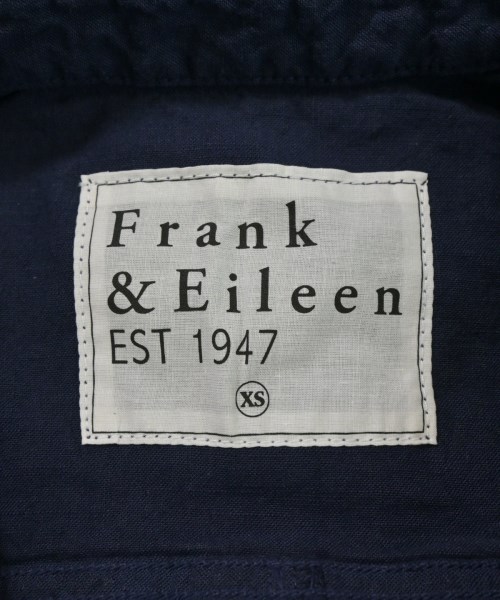 Frank
& Eileen
EST 1947
XS